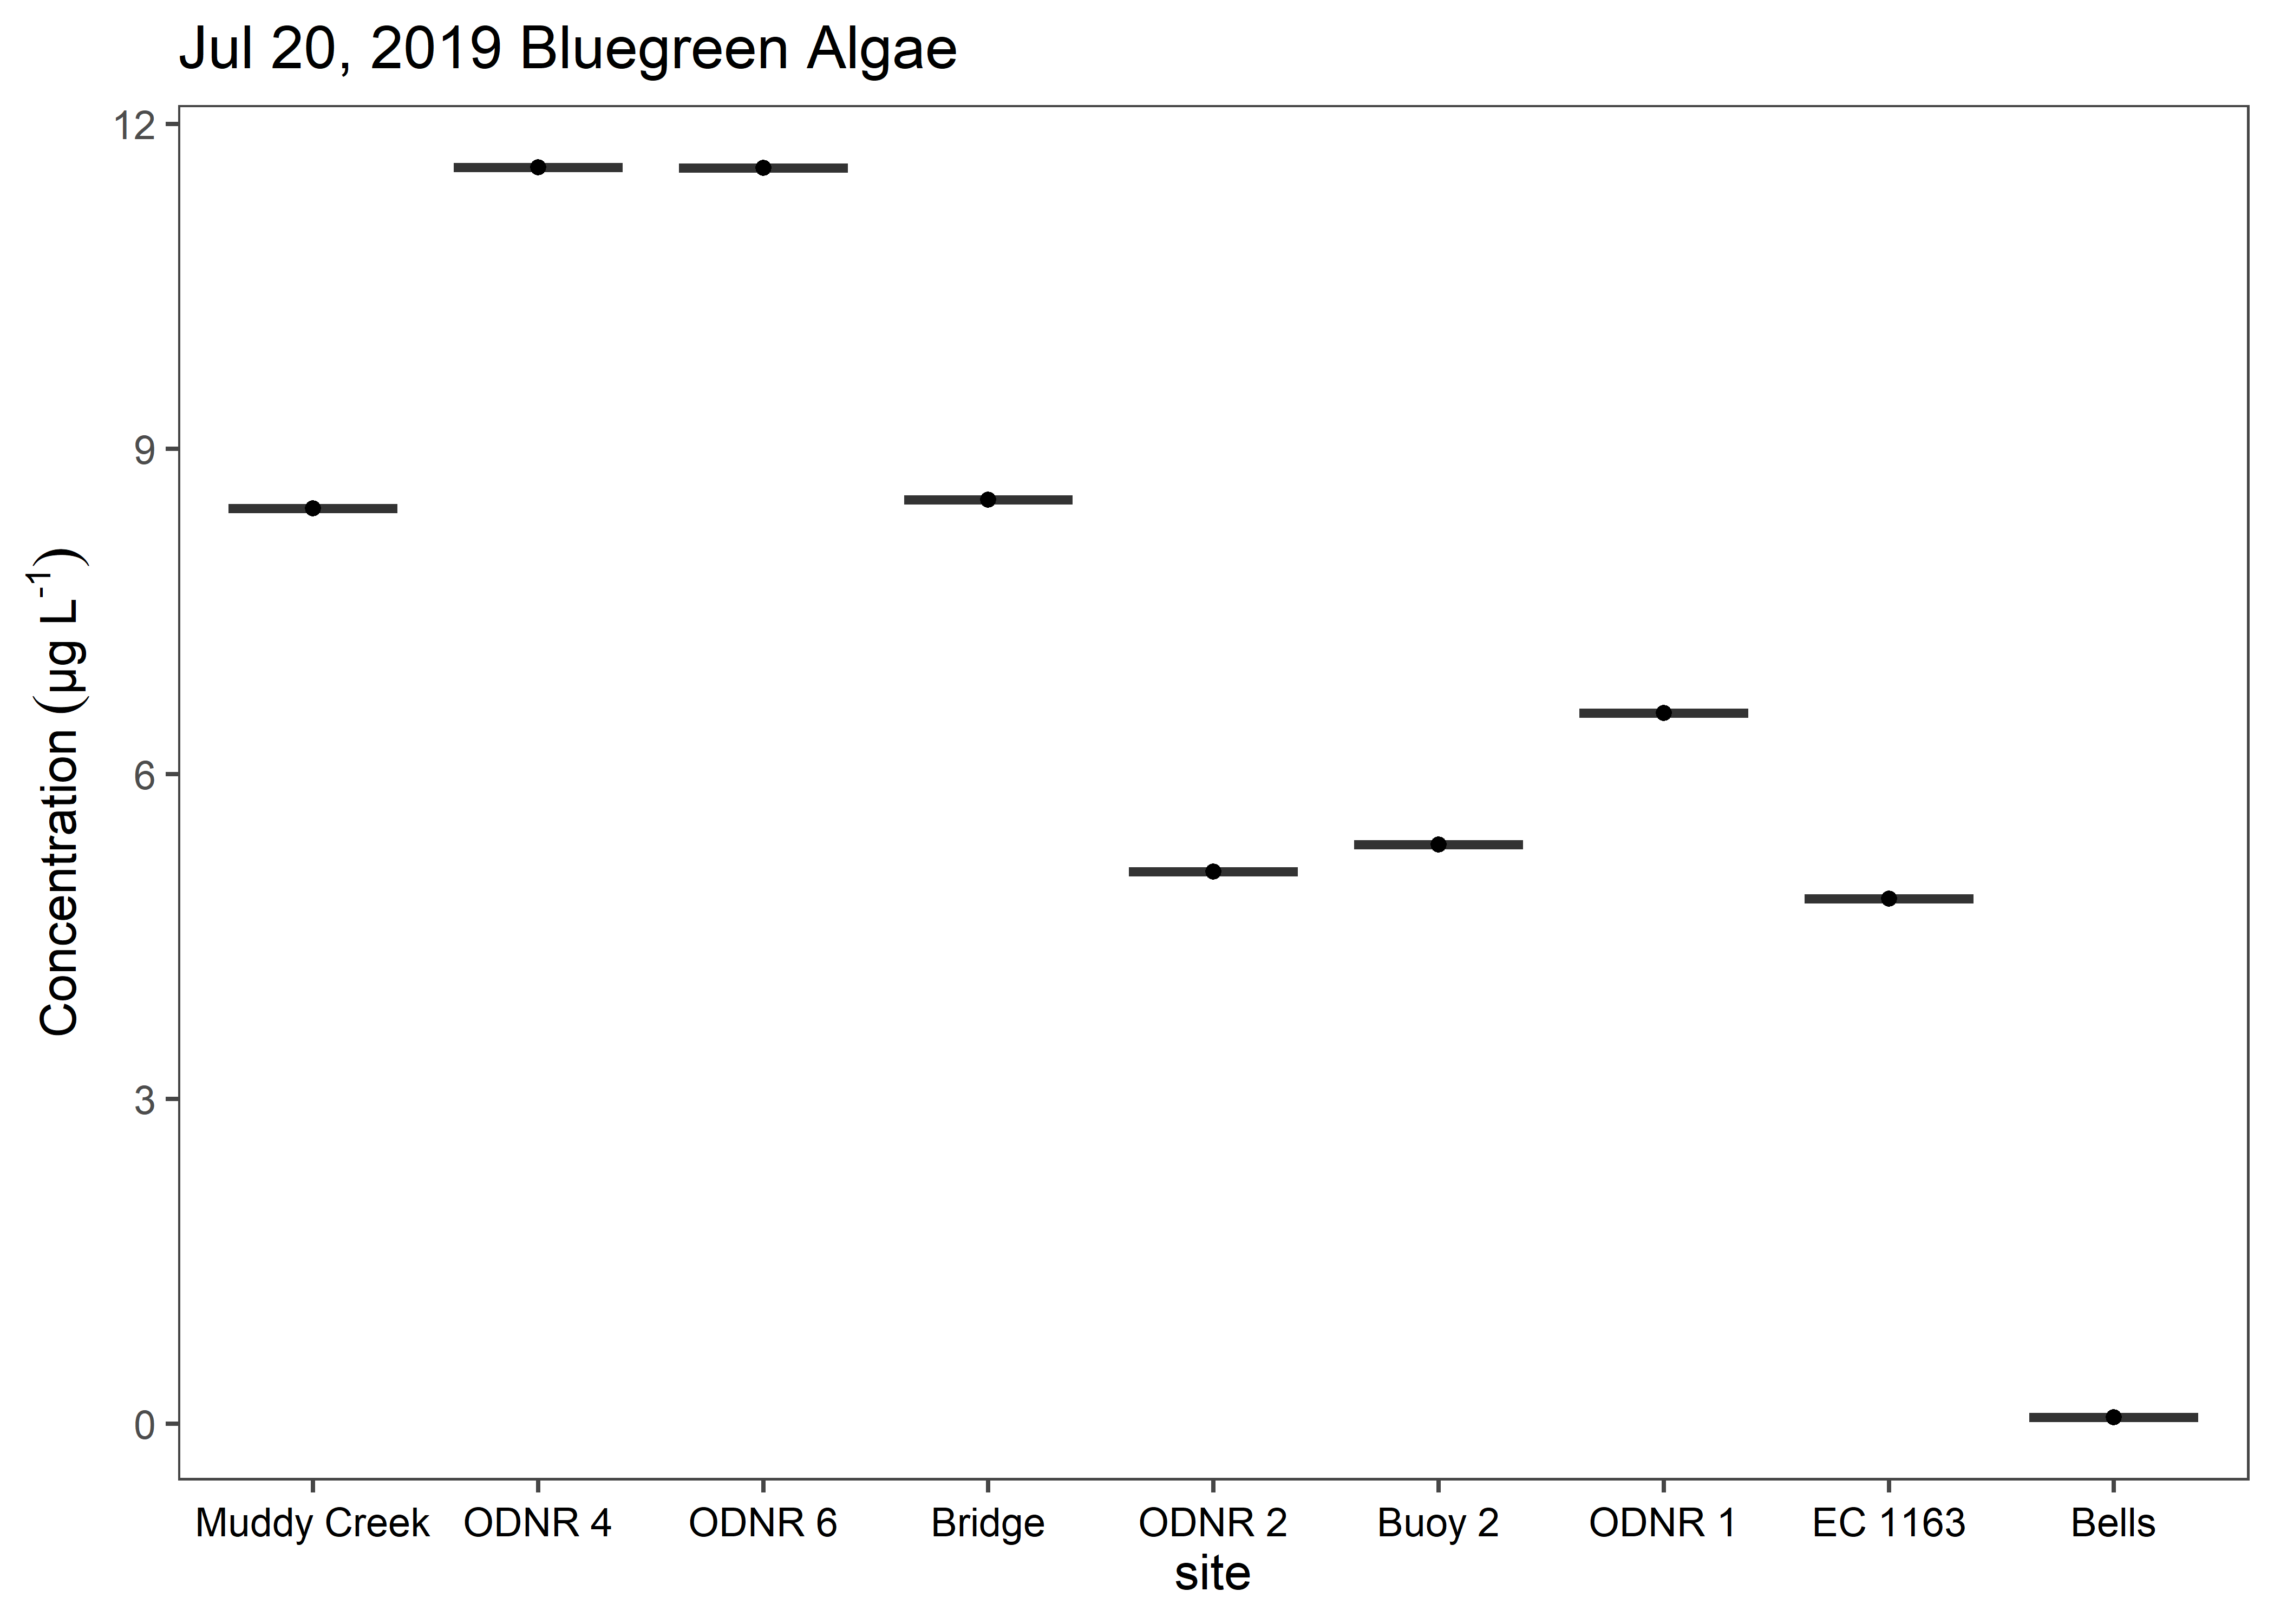 Jul 20, 2019 Bluegreen Algae
Concentration (µg L-1)
12
9
6
3
0
Muddy Creek ODNR 4 ODNR 6 Bridge ODNR 2 Buoy 2 ODNR 1 EC 1163 Bells
site